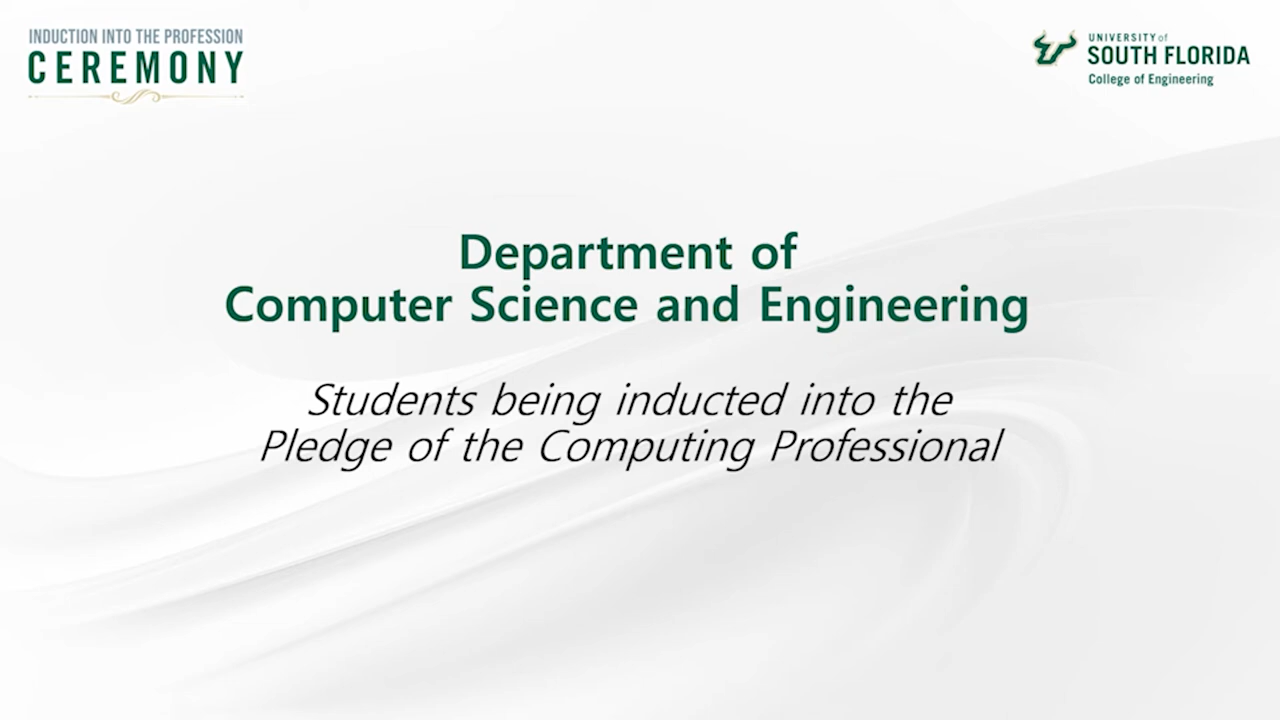 INDUCTION INTO THE PROFESSION
CEREMONY
UNIVERSITY of
SOUTH FLORIDA
College of Engineering
Department of
Computer Science and Engineering
Students being inducted into the
Pledge of the Computing Professional